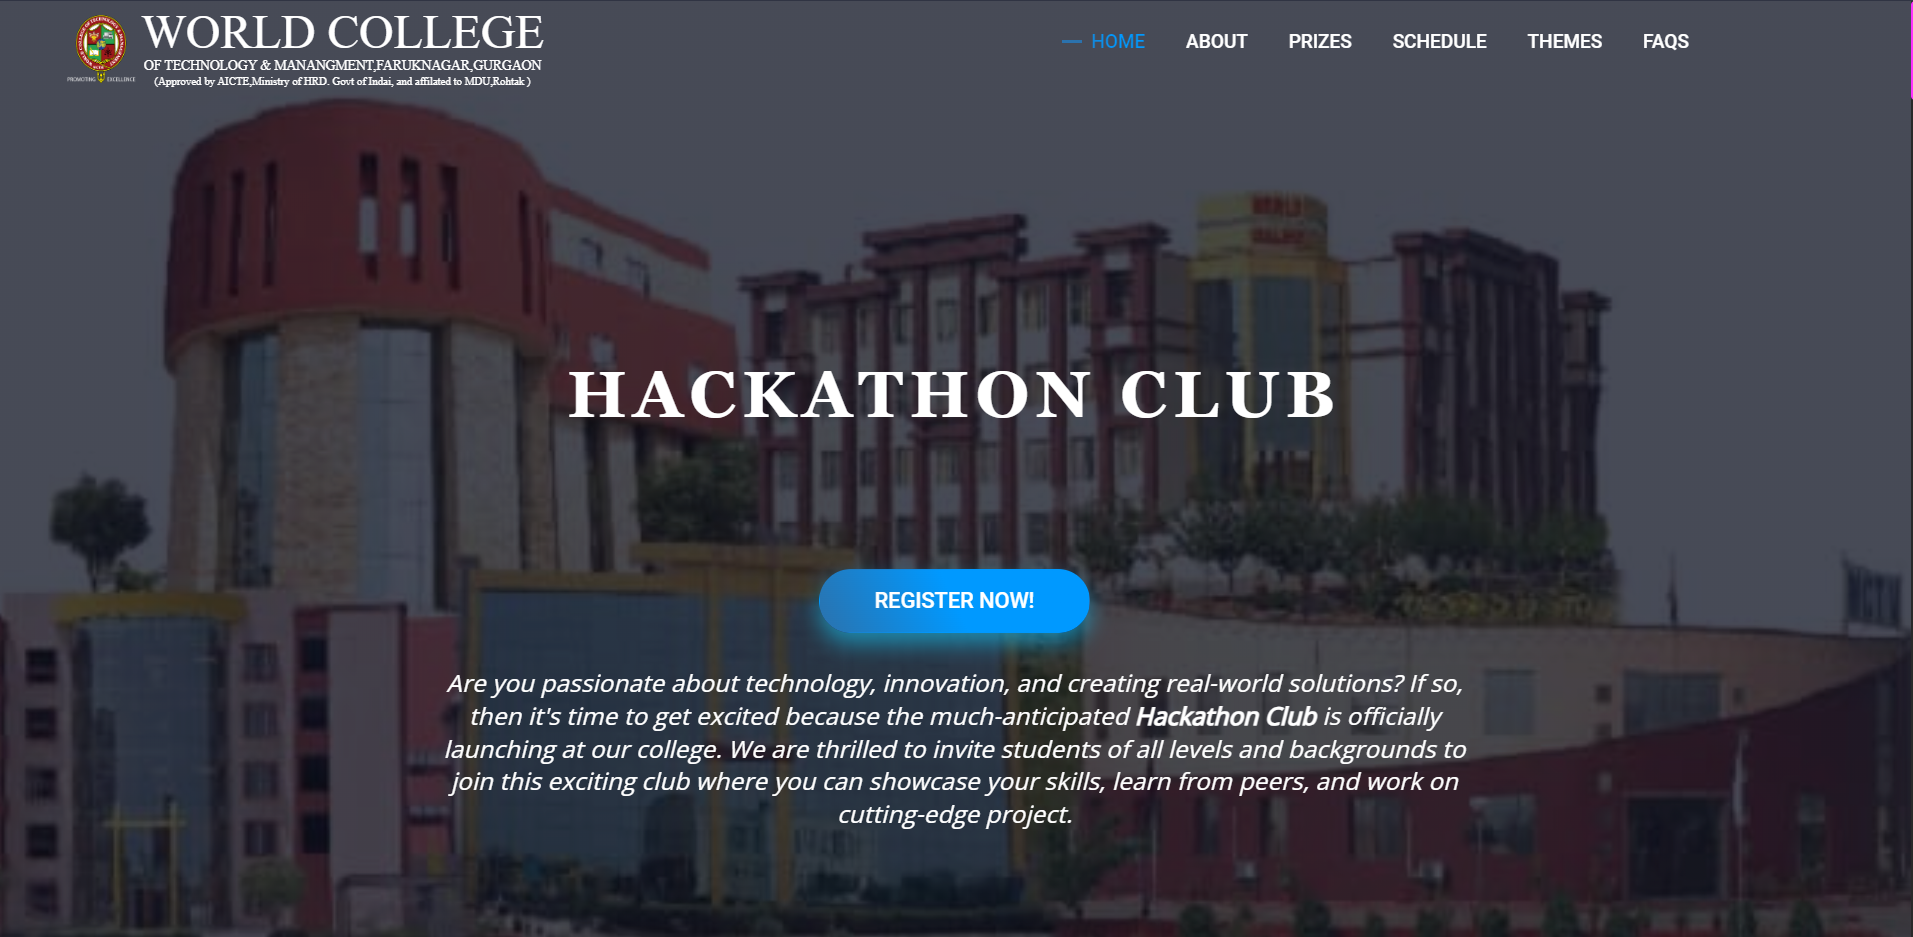 WORLD COLLEGE
OF TECHNOLOGY & MANANGMENT,FARUKNAGAR,GURGAON
(Approved by AICTE,Ministry of HRD. Govt of Indai, and affilated to MDU,Rohtak )
PROMOTING EXCELLENCE
HOME ABOUT PRIZES SCHEDULE THEMES FAQS
WORLD
HACKATHON CLUB
REGISTER NOW!
Are you passionate about technology, innovation, and creating real-world solutions? If so,
then it's time to get excited because the much-anticipated Hackathon Club is officially
launching at our college. We are thrilled to invite students of all levels and backgrounds to
join this exciting club where you can showcase your skills, learn from peers, and work on
cutting-edge project.